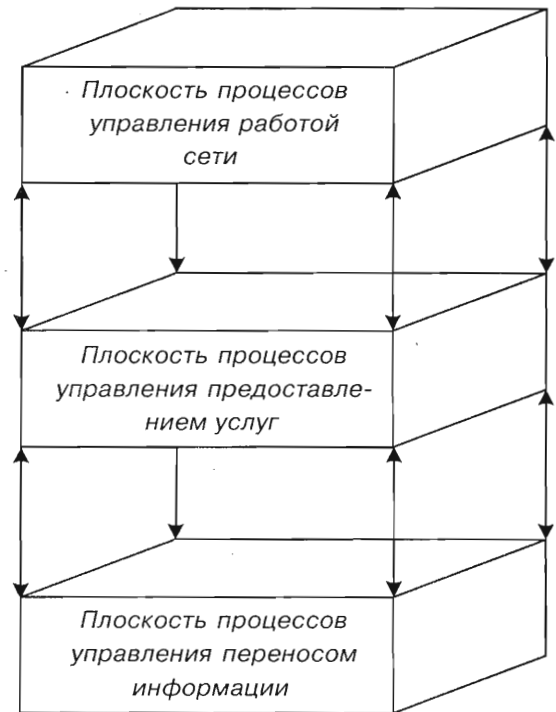 Плоскость процессов
управления работой
сети
Плоскость процессов
управления предоставле-
нием услуг
Плоскость процессов
управления переносом
информации